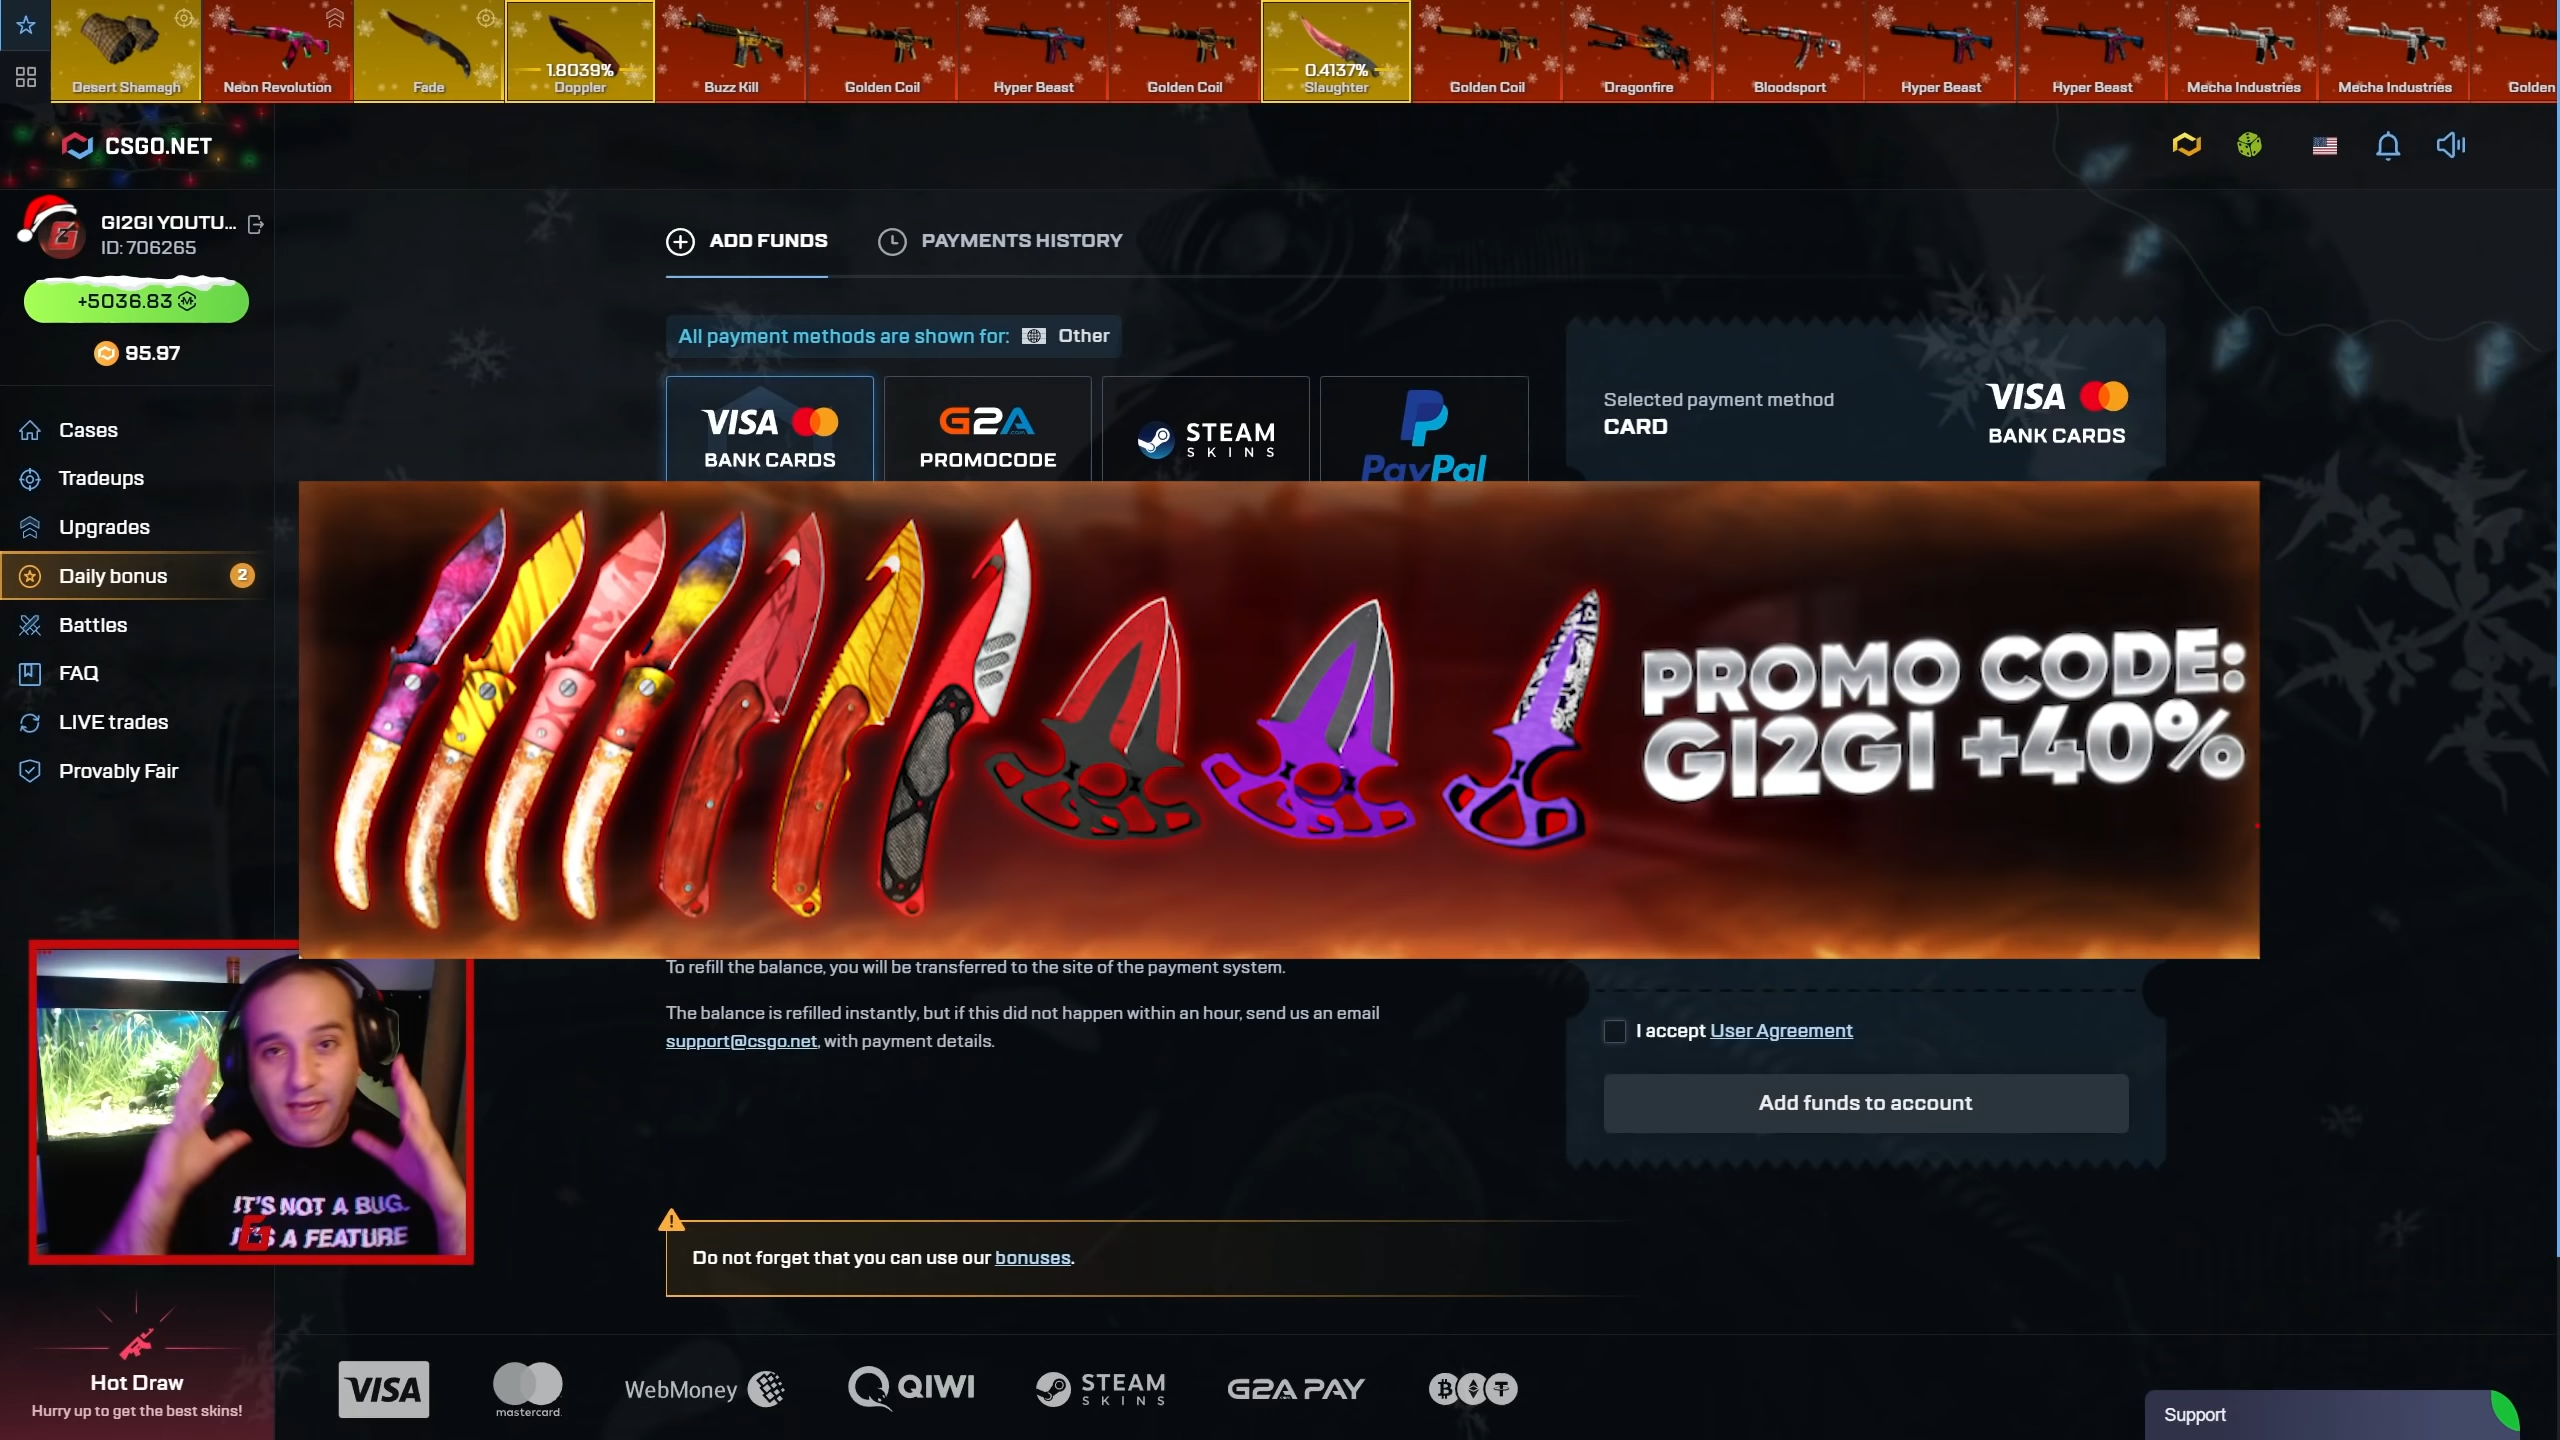 Desert Shamagh
Neon Revolution
Fade
1.8039%
Doppler
Buzz Kill
Golden Coil
Hyper Beast
Golden Coil
0.4137%
Slaughter
Golden Coil
Dragonfire
Bloodsport
Hyper Beast
Hyper Beast
Mecha Industries
Mecha Industries
Golden
CSGO.NET
GI2GI YOUTU...
ID: 706265
+5036.83
95.97
Cases
Tradeups
Upgrades
Daily bonus 2
Battles
FAQ
LIVE trades
Provably Fair
ADD FUNDS
PAYMENTS HISTORY
All payment methods are shown for: Other
VISA
BANK CARDS
G2A
.COM
PROMOCODE
STEAM
SKINS
PayPal
Selected payment method
CARD
VISA
BANK CARDS
PROMO CODE:
GI2GI +40%
To refill the balance, you will be transferred to the site of the payment system.
The balance is refilled instantly, but if this did not happen within an hour, send us an email
support@csgo.net, with payment details.
I accept User Agreement
Add funds to account
IT'S NOT A BUG.
IT'S A FEATURE
Do not forget that you can use our bonuses.
Hot Draw
Hurry up to get the best skins!
VISA
mastercard.
WebMoney
QIWI
STEAM
SKINS
G2A PAY
Support